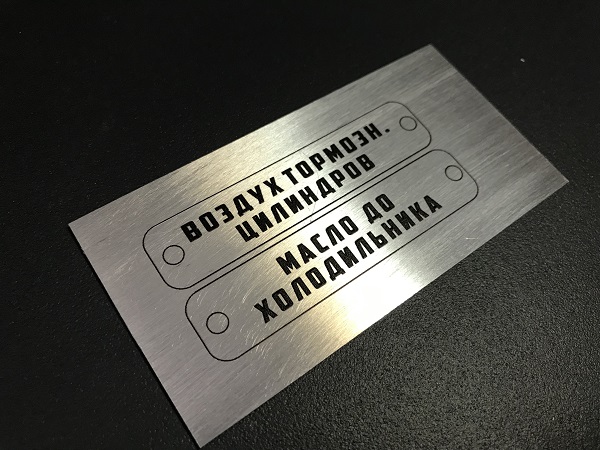 ВОЗДУХ ТОРМОЗН.
ЦИЛИНДРОВ
МАСЛО ДО
ХОЛОДИЛЬНИКА